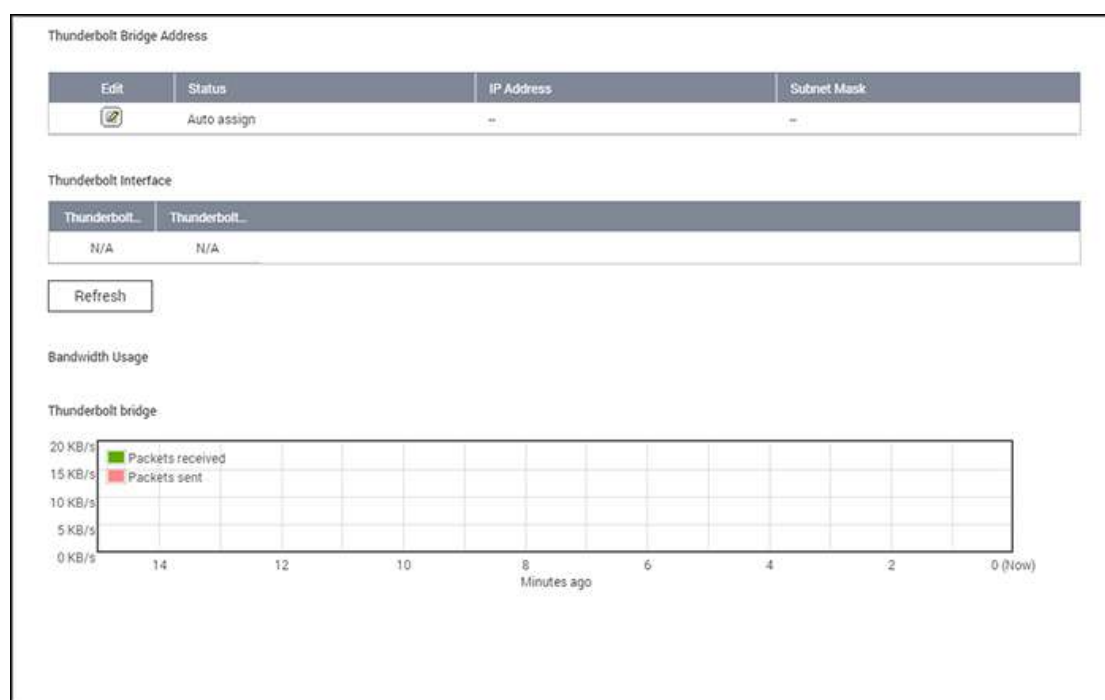 Thunderbolt Bridge Address
Edit Status IP Address Subnet Mask
Auto assign -- --
Thunderbolt Interface
Thunderbolt... Thunderbolt...
N/A N/A
Refresh
Bandwidth Usage
Thunderbolt bridge
20 KB/s
Packets received
15 KB/s
Packets sent
10 KB/s
5 KB/s
0 KB/s
14 12 10 8 6 4 2 0 (Now)
Minutes ago